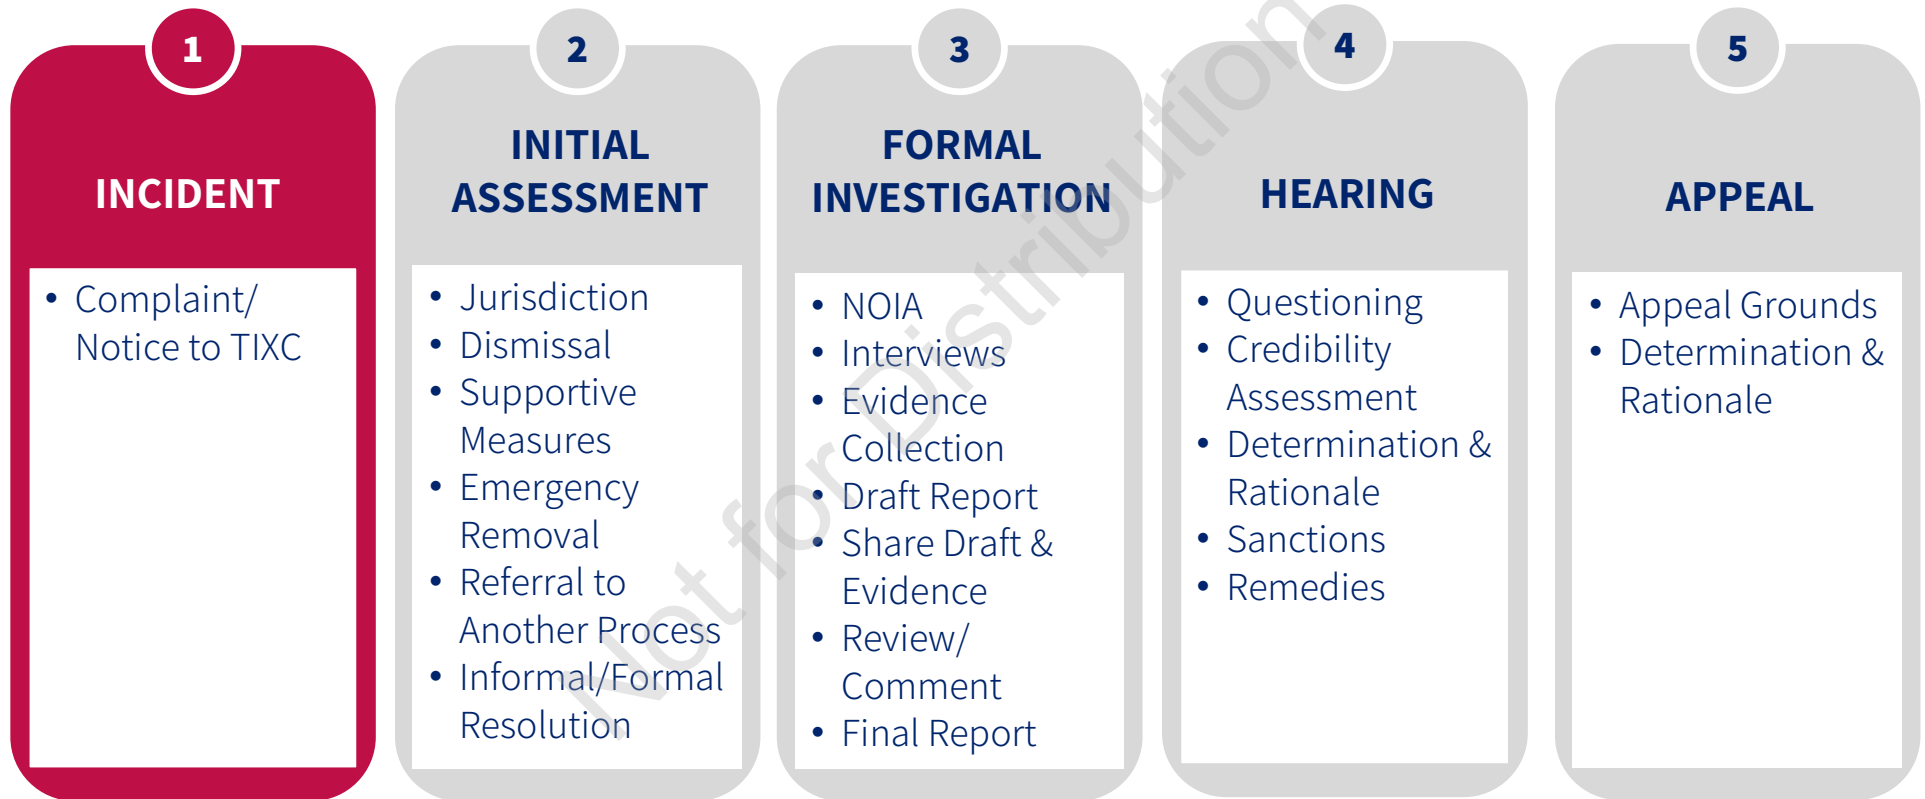 1
INCIDENT
• Complaint/
Notice to TIXC
2
INITIAL
ASSESSMENT
• Jurisdiction
• Dismissal
• Supportive
Measures
• Emergency
Removal
• Referral to
Another Process
• Informal/Formal
Resolution
3
FORMAL
INVESTIGATION
• NOIA
• Interviews
• Evidence
Collection
• Draft Report
• Share Draft &
Evidence
• Review/
Comment
• Final Report
4
HEARING
• Questioning
• Credibility
Assessment
• Determination &
Rationale
• Sanctions
• Remedies
5
APPEAL
• Appeal Grounds
• Determination &
Rationale
Not for Distribution